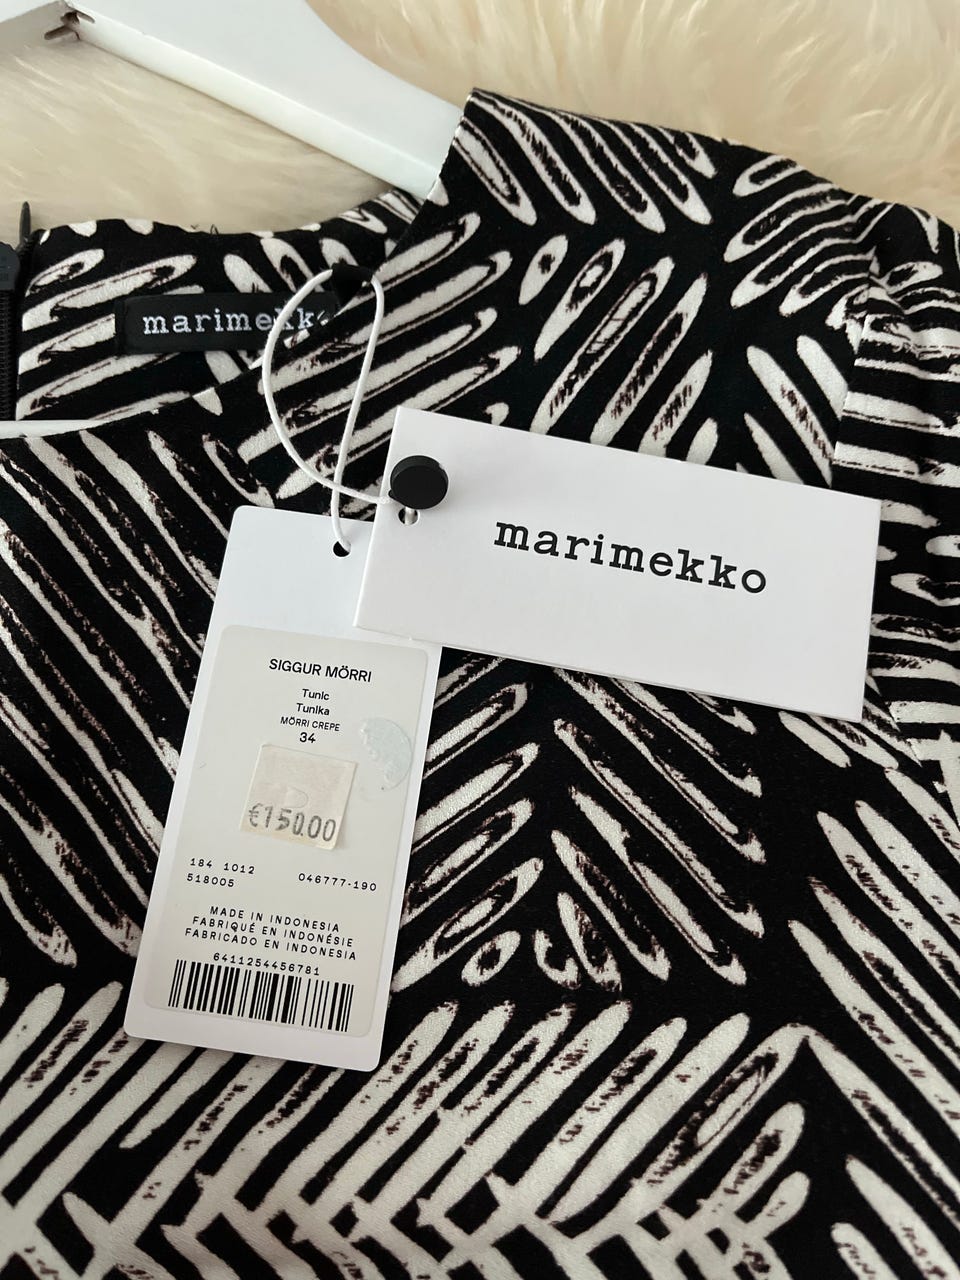 marimekko
marimekko
SIGGUR MÖRRI
Tunic
Tunika
MÖRRI CREPE
34
€150.00
184 1012 046777-190
518005
MADE IN INDONESIA
FABRIQUÉ EN INDONÉSIE
FABRICADO EN INDONESIA
6411254456781